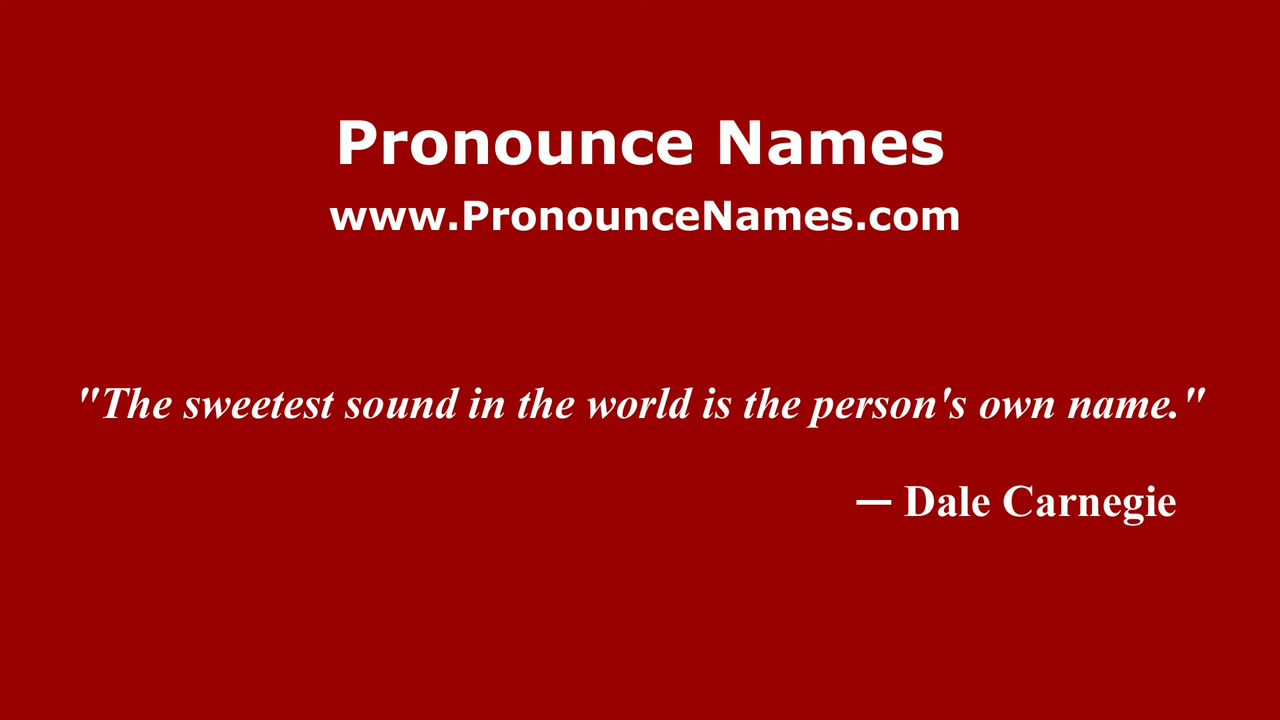 Pronounce Names
www.PronounceNames.com
"The sweetest sound in the world is the person's own name."
— Dale Carnegie